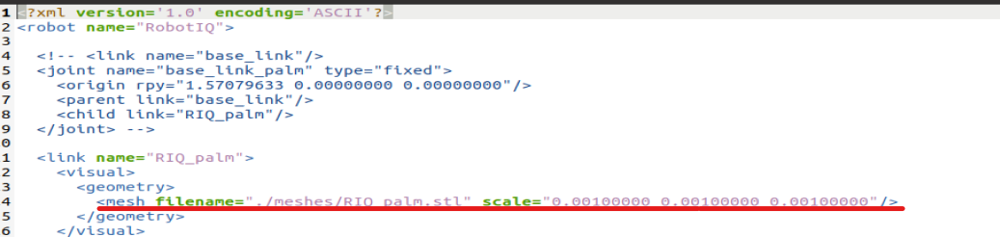 1 <?xml version='1.0' encoding='ASCII'?>
2 <robot name="RobotIQ">
3
4   <!-- <link name="base_link"/>
5   <joint name="base_link_palm" type="fixed">
6     <origin rpy="1.57079633 0.00000000 0.00000000"/>
7     <parent link="base_link"/>
8     <child link="RIQ_palm"/>
9   </joint> -->
0
1   <link name="RIQ_palm">
2     <visual>
3       <geometry>
4         <mesh filename="./meshes/RIQ_palm.stl" scale="0.00100000 0.00100000 0.00100000"/>
5       </geometry>
6     </visual>